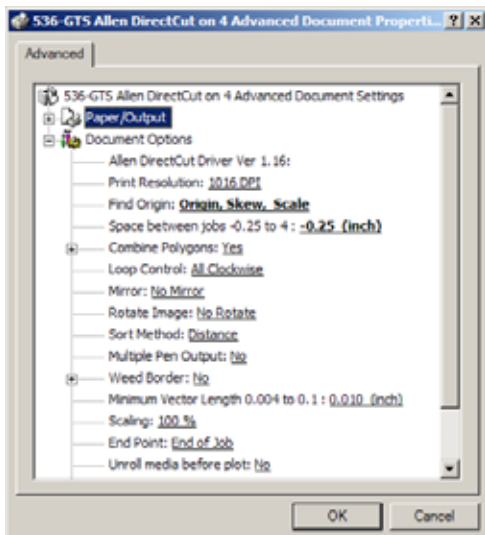 536-GTS Allen DirectCut on 4 Advanced Document Properti...
Advanced
536-GTS Allen DirectCut on 4 Advanced Document Settings
Paper/Output
Document Options
Allen DirectCut Driver Ver 1.16:
Print Resolution: 1016 DPI
Find Origin: Origin, Skew, Scale
Space between jobs -0.25 to 4 : -0.25 (inch)
Combine Polygons: Yes
Loop Control: All Clockwise
Mirror: No Mirror
Rotate Image: No Rotate
Sort Method: Distance
Multiple Pen Output: No
Weed Border: No
Minimum Vector Length 0.004 to 0.1 : 0.010 (inch)
Scaling: 100 %
End Point: End of Job
Unroll media before plot: No
OK Cancel